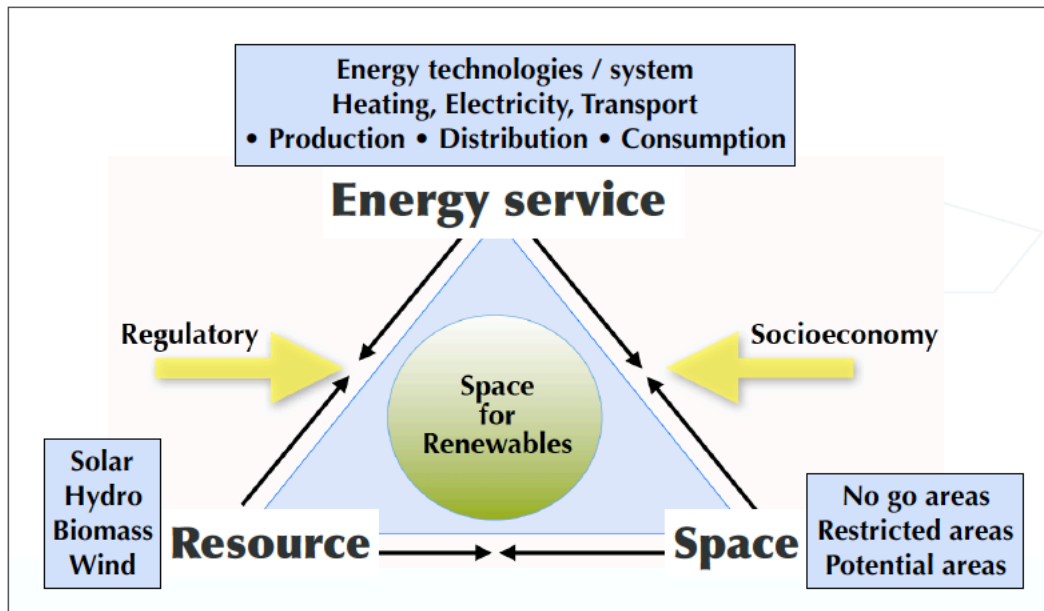 Energy technologies / system
Heating, Electricity, Transport
• Production • Distribution • Consumption
Energy service
Regulatory
Socioeconomy
Space
for
Renewables
Solar
Hydro
Biomass
Wind
Resource
Space
No go areas
Restricted areas
Potential areas